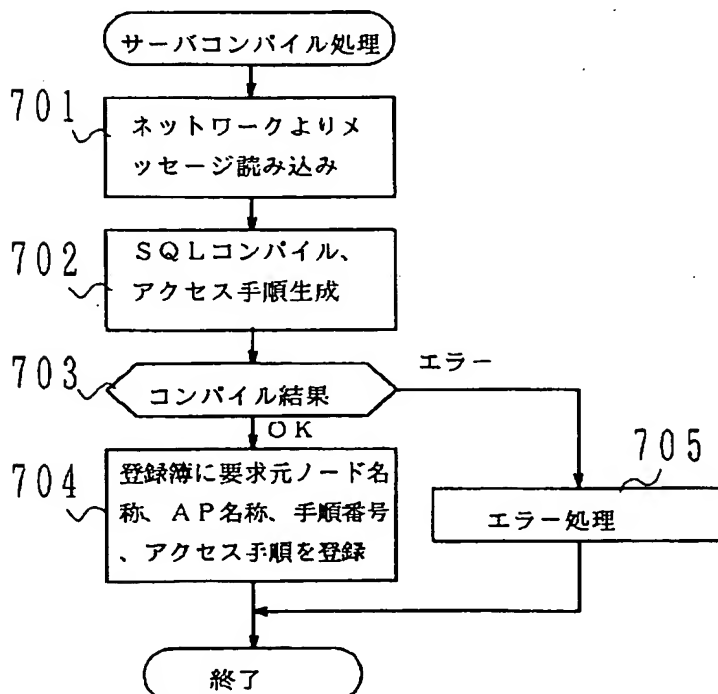 サーバコンパイル処理
701
ネットワークよりメ
ッセージ読み込み
702
SQLコンパイル、
アクセス手順生成
703
コンパイル結果
エラー
OK
704
登録簿に要求元ノード名
称、AP名称、手順番号
、アクセス手順を登録
705
エラー処理
終了